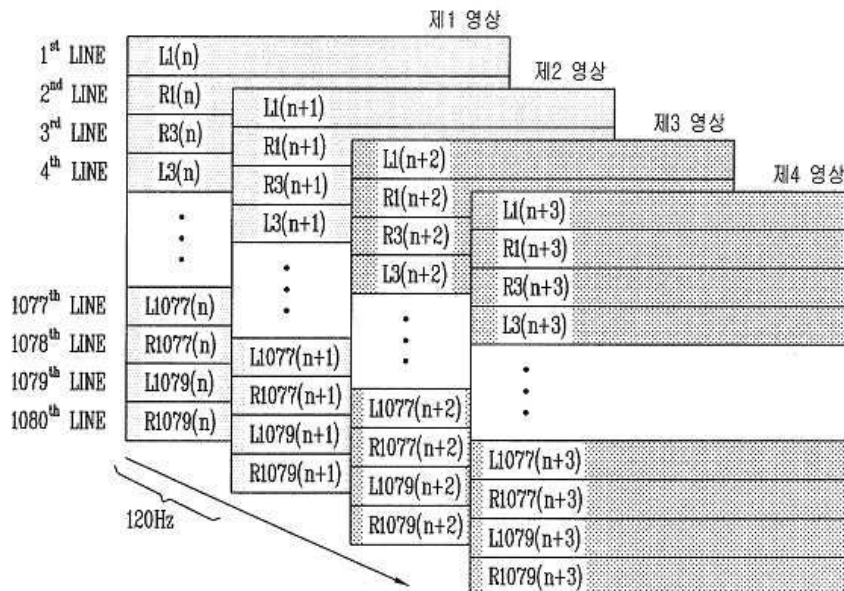 제1 영상
1st LINE L1(n)
2nd LINE R1(n)
3rd LINE R3(n)
4th LINE L3(n)
1077th LINE L1077(n)
1078th LINE R1077(n)
1079th LINE L1079(n)
1080th LINE R1079(n)
제2 영상
L1(n+1)
R1(n+1)
R3(n+1)
L3(n+1)
L1077(n+1)
R1077(n+1)
L1079(n+1)
R1079(n+1)
제3 영상
L1(n+2)
R1(n+2)
R3(n+2)
L3(n+2)
L1077(n+2)
R1077(n+2)
L1079(n+2)
R1079(n+2)
제4 영상
L1(n+3)
R1(n+3)
R3(n+3)
L3(n+3)
L1077(n+3)
R1077(n+3)
L1079(n+3)
R1079(n+3)
120Hz